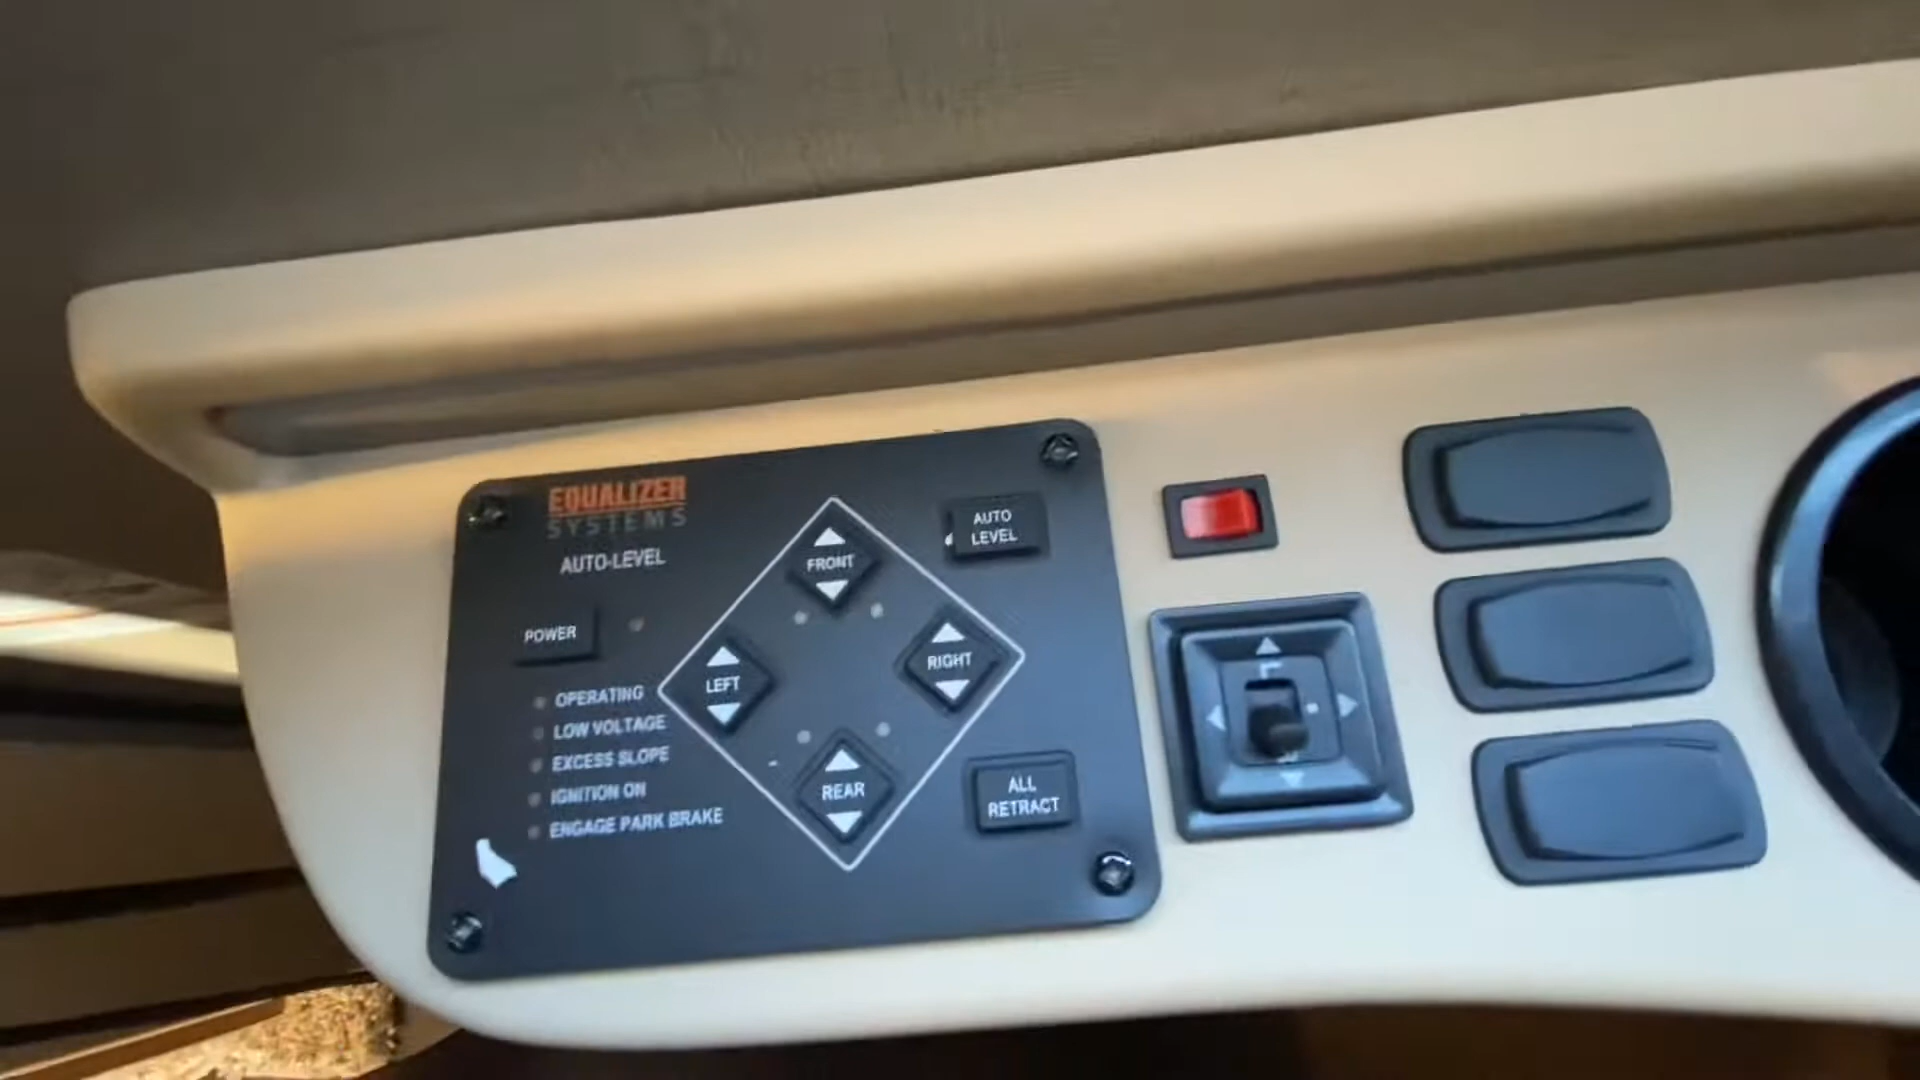 EQUALIZER
SYSTEMS
AUTO-LEVEL
POWER
OPERATING
LOW VOLTAGE
EXCESS SLOPE
IGNITION ON
ENGAGE PARK BRAKE
FRONT
LEFT
RIGHT
REAR
AUTO
LEVEL
ALL
RETRACT
L